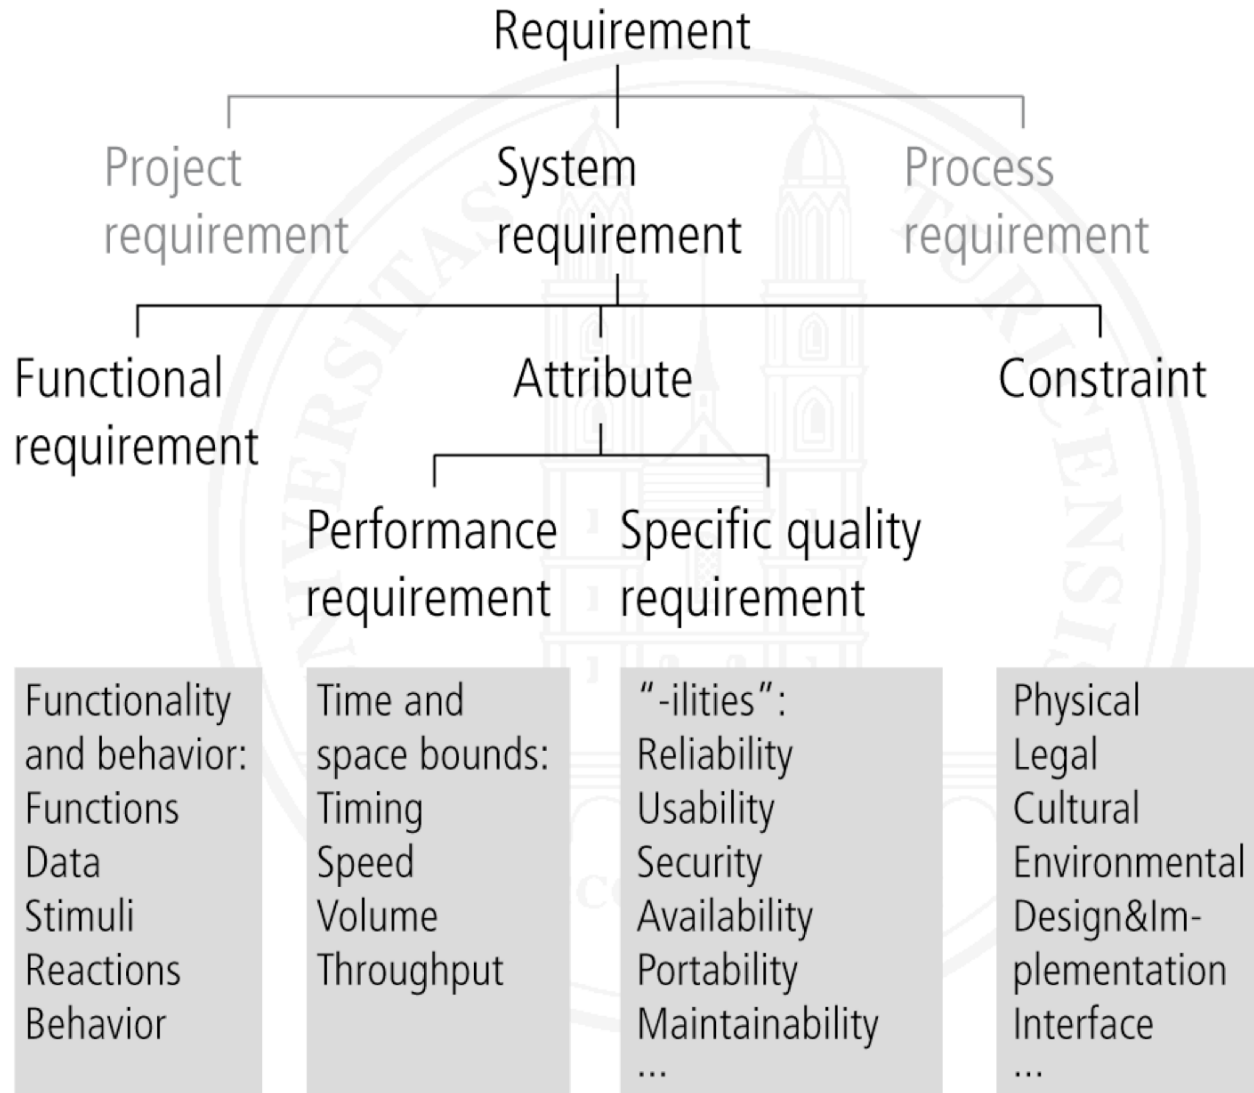 Requirement
Project
requirement
System
requirement
Process
requirement
Functional
requirement
Attribute
Constraint
Performance
requirement
Specific quality
requirement
Functionality
and behavior:
Functions
Data
Stimuli
Reactions
Behavior
Time and
space bounds:
Timing
Speed
Volume
Throughput
“-ilities”:
Reliability
Usability
Security
Availability
Portability
Maintainability
...
Physical
Legal
Cultural
Environmental
Design&Im-
plementation
Interface
...
UNIVERSITAS
TURICENSIS